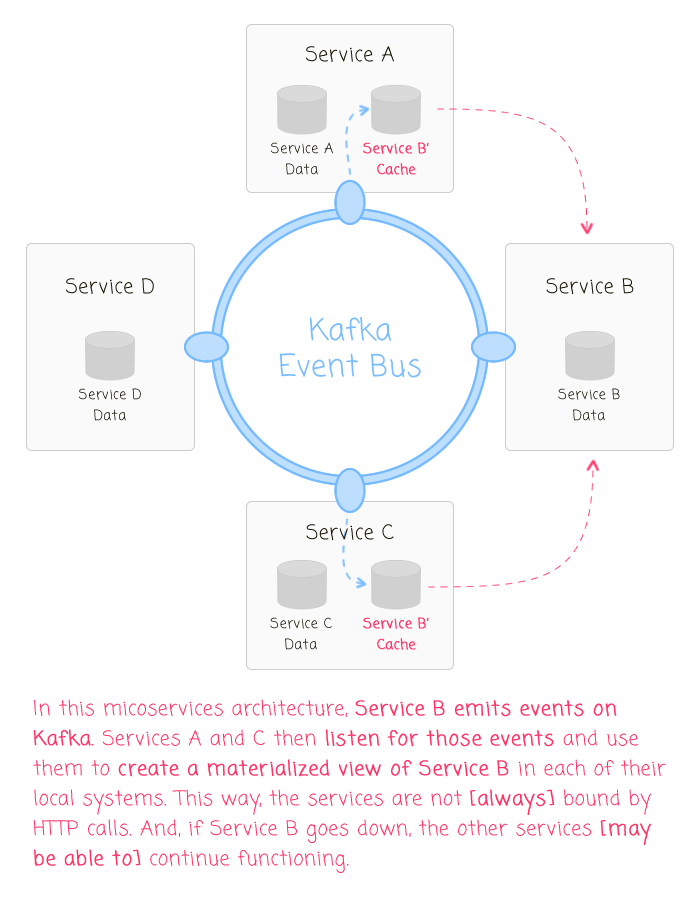 Service A
Service A
Data
Service B'
Cache
Service D
Service D
Data
Kafka
Event Bus
Service B
Service B
Data
Service C
Service C
Data
Service B'
Cache
In this micoservices architecture, Service B emits events on
Kafka. Services A and C then listen for those events and use
them to create a materialized view of Service B in each of their
local systems. This way, the services are not [always] bound by
HTTP calls. And, if Service B goes down, the other services [may
be able to] continue functioning.